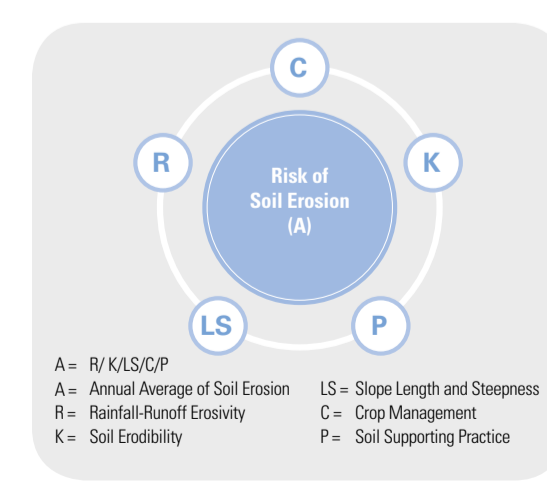 C
R
K
Risk of
Soil Erosion
(A)
LS
P
A = R/ K/LS/C/P
A = Annual Average of Soil Erosion
R = Rainfall-Runoff Erosivity
K = Soil Erodibility
LS = Slope Length and Steepness
C = Crop Management
P = Soil Supporting Practice